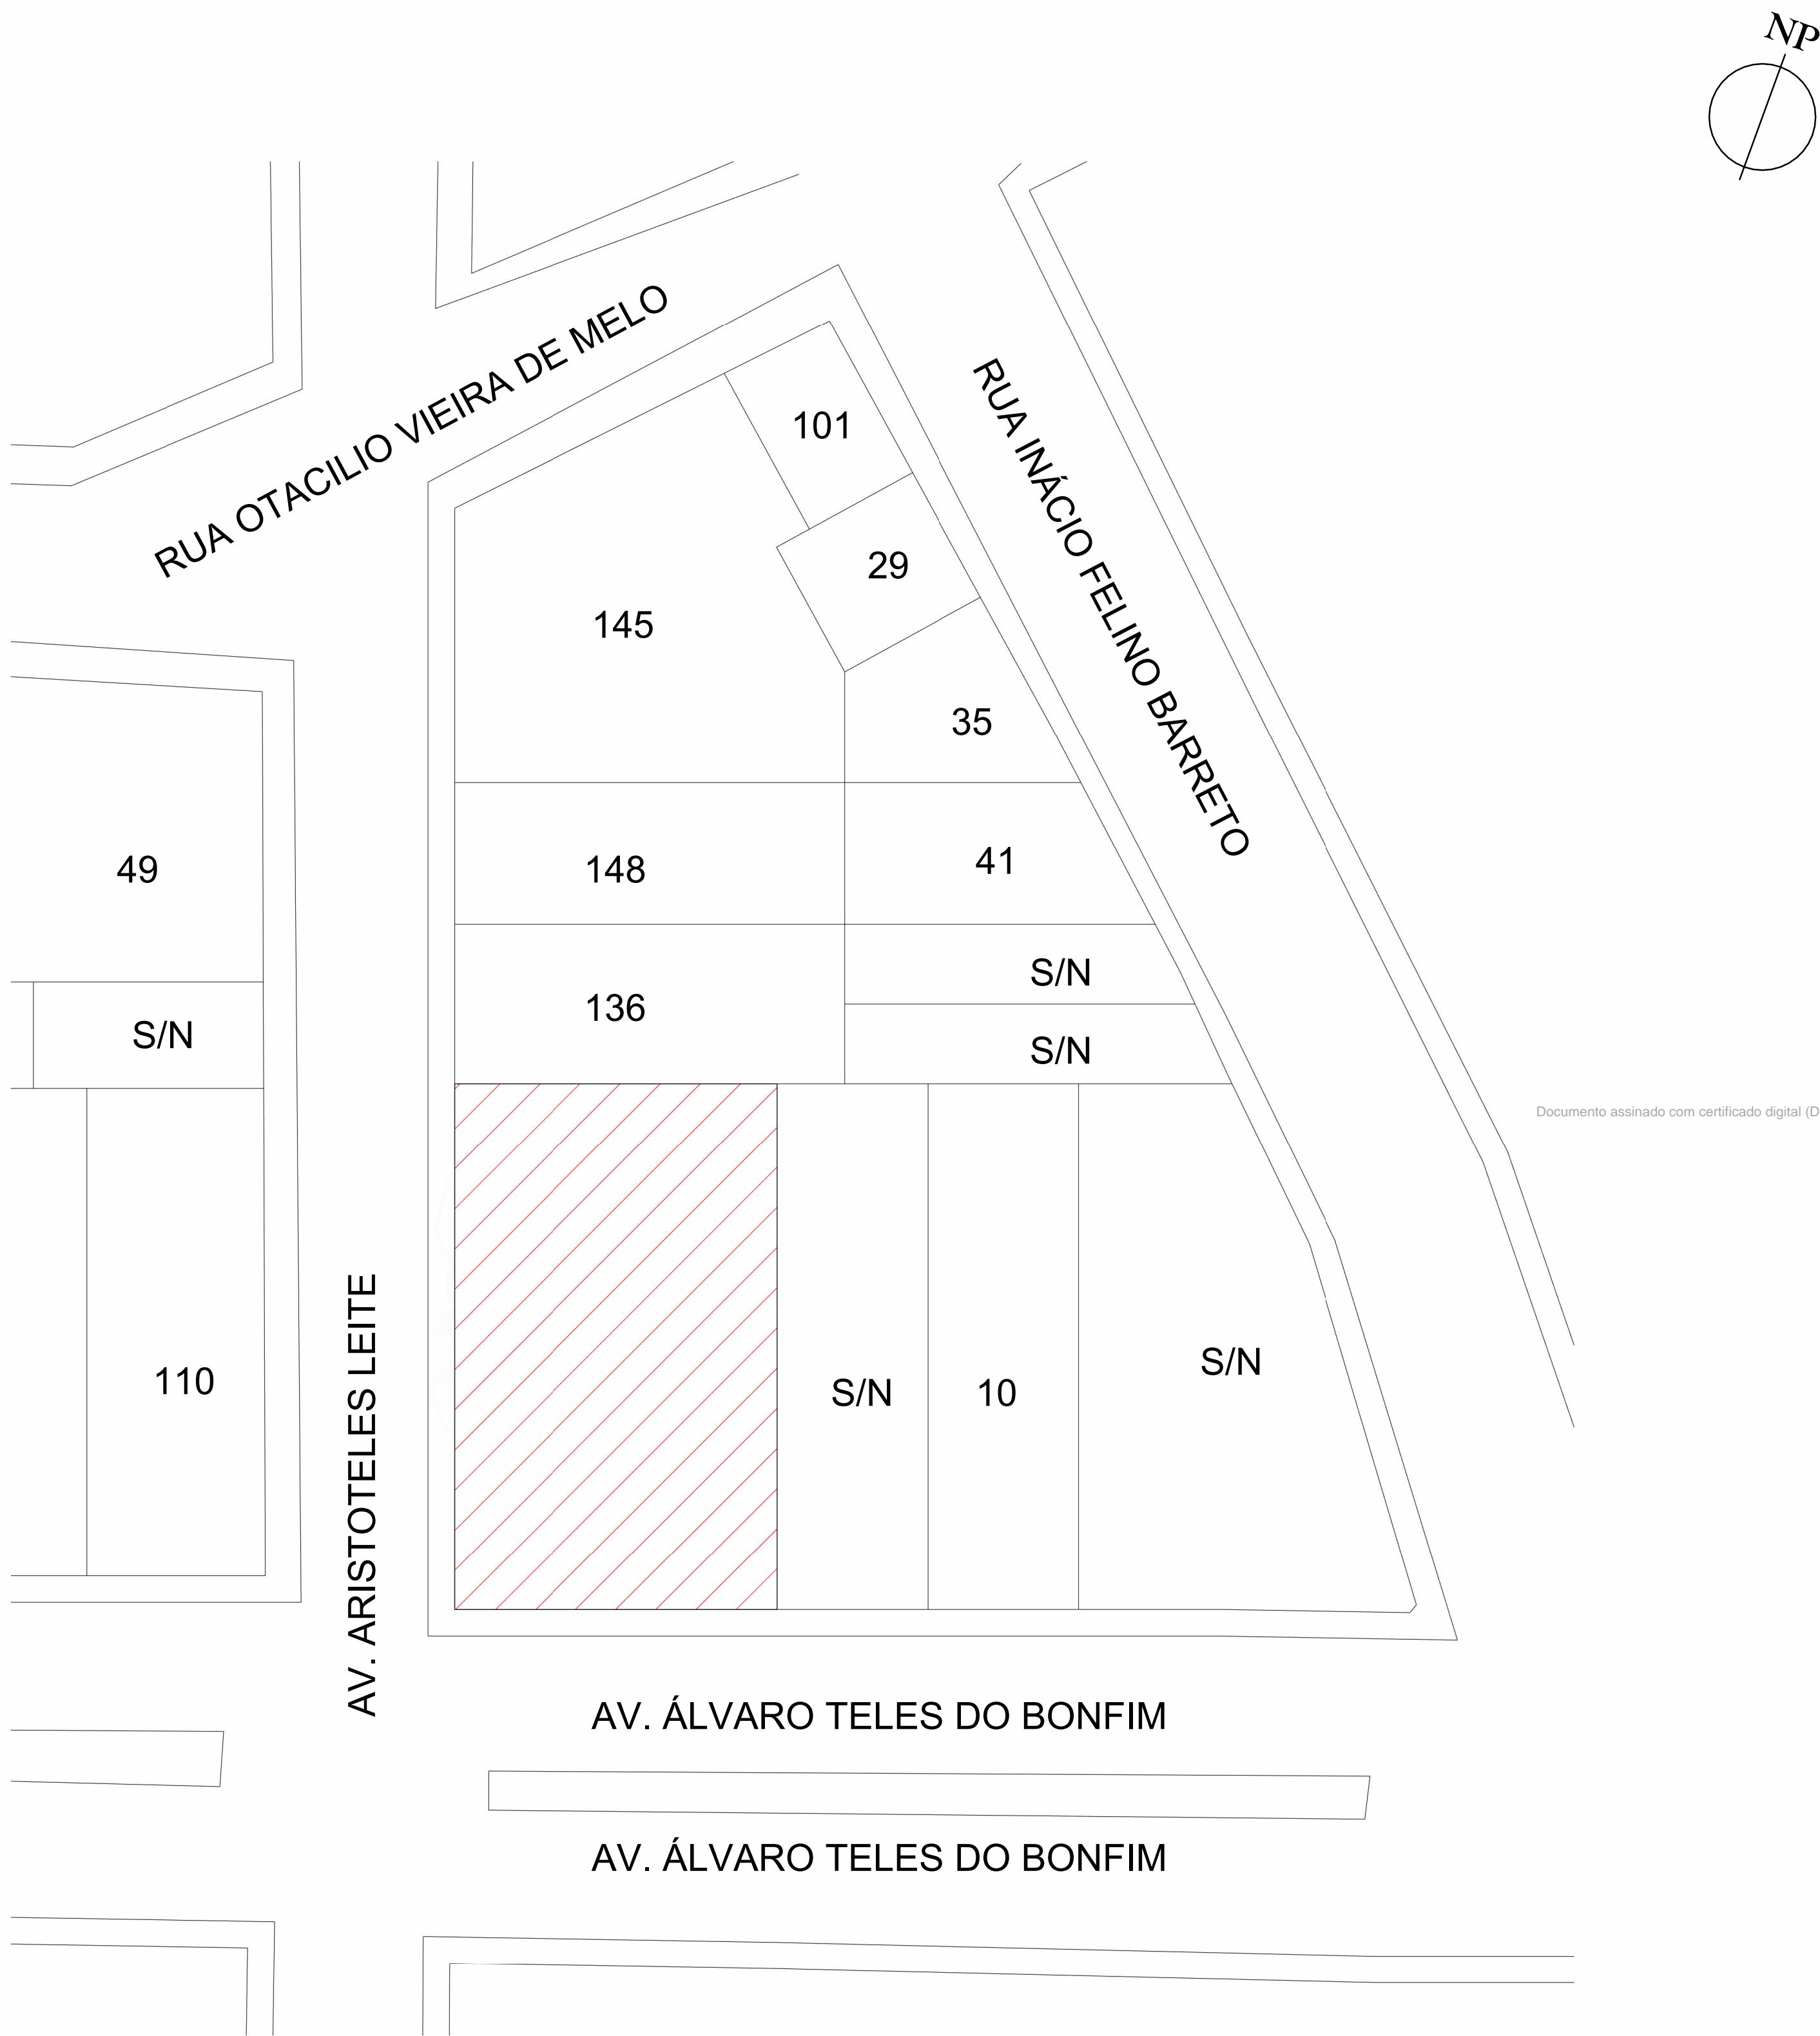 NP
RUA OTACILIO VIEIRA DE MELO
RUA INÁCIO FELINO BARRETO
101
29
145
35
49
148
41
S/N
136
S/N
S/N
Documento assinado com certificado digital (D
110
AV. ARISTOTELES LEITE
S/N
10
S/N
AV. ÁLVARO TELES DO BONFIM
AV. ÁLVARO TELES DO BONFIM